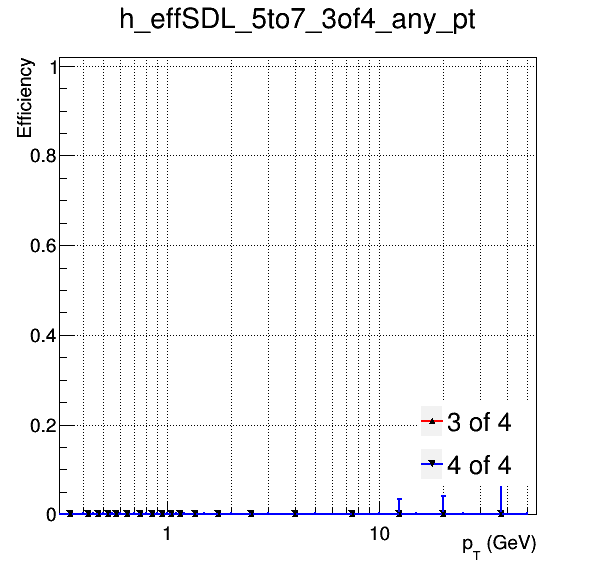 h_effSDL_5to7_3of4_any_pt
Efficiency
1
0.8
0.6
0.4
0.2
0
3 of 4
4 of 4
1
10
p_T (GeV)